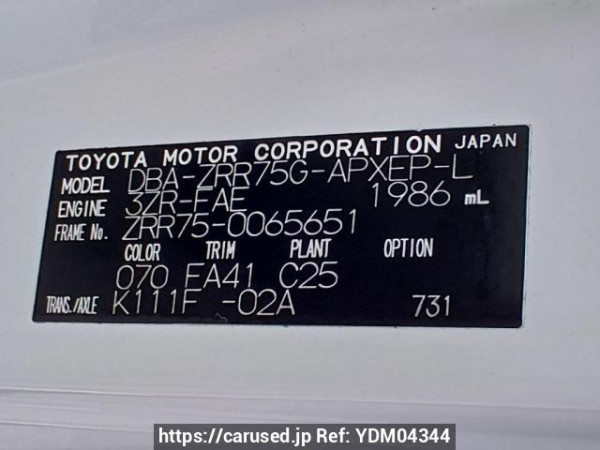 TOYOTA MOTOR CORPORATION JAPAN
MODEL DBA-ZRR75G-APXEP-L
ENGINE 3ZR-FAE 1986 mL
FRAME No. ZRR75-0065651
COLOR TRIM PLANT OPTION
070 FA41 C25
TRANS./AXLE K111F -02A 731
https://carused.jp Ref: YDM04344